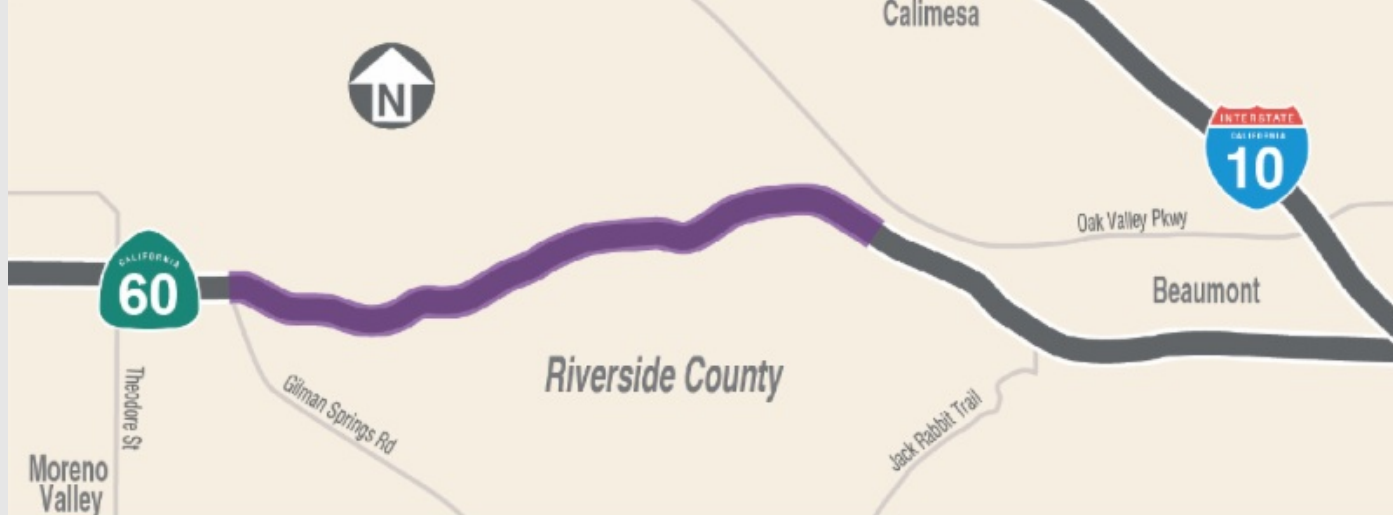 Calimesa
N
INTERSTATE
CALIFORNIA
10
Oak Valley Pkwy
CALIFORNIA
60
Beaumont
Riverside County
Theodore St
Gilman Springs Rd
Jack Rabbit Trail
Moreno
Valley